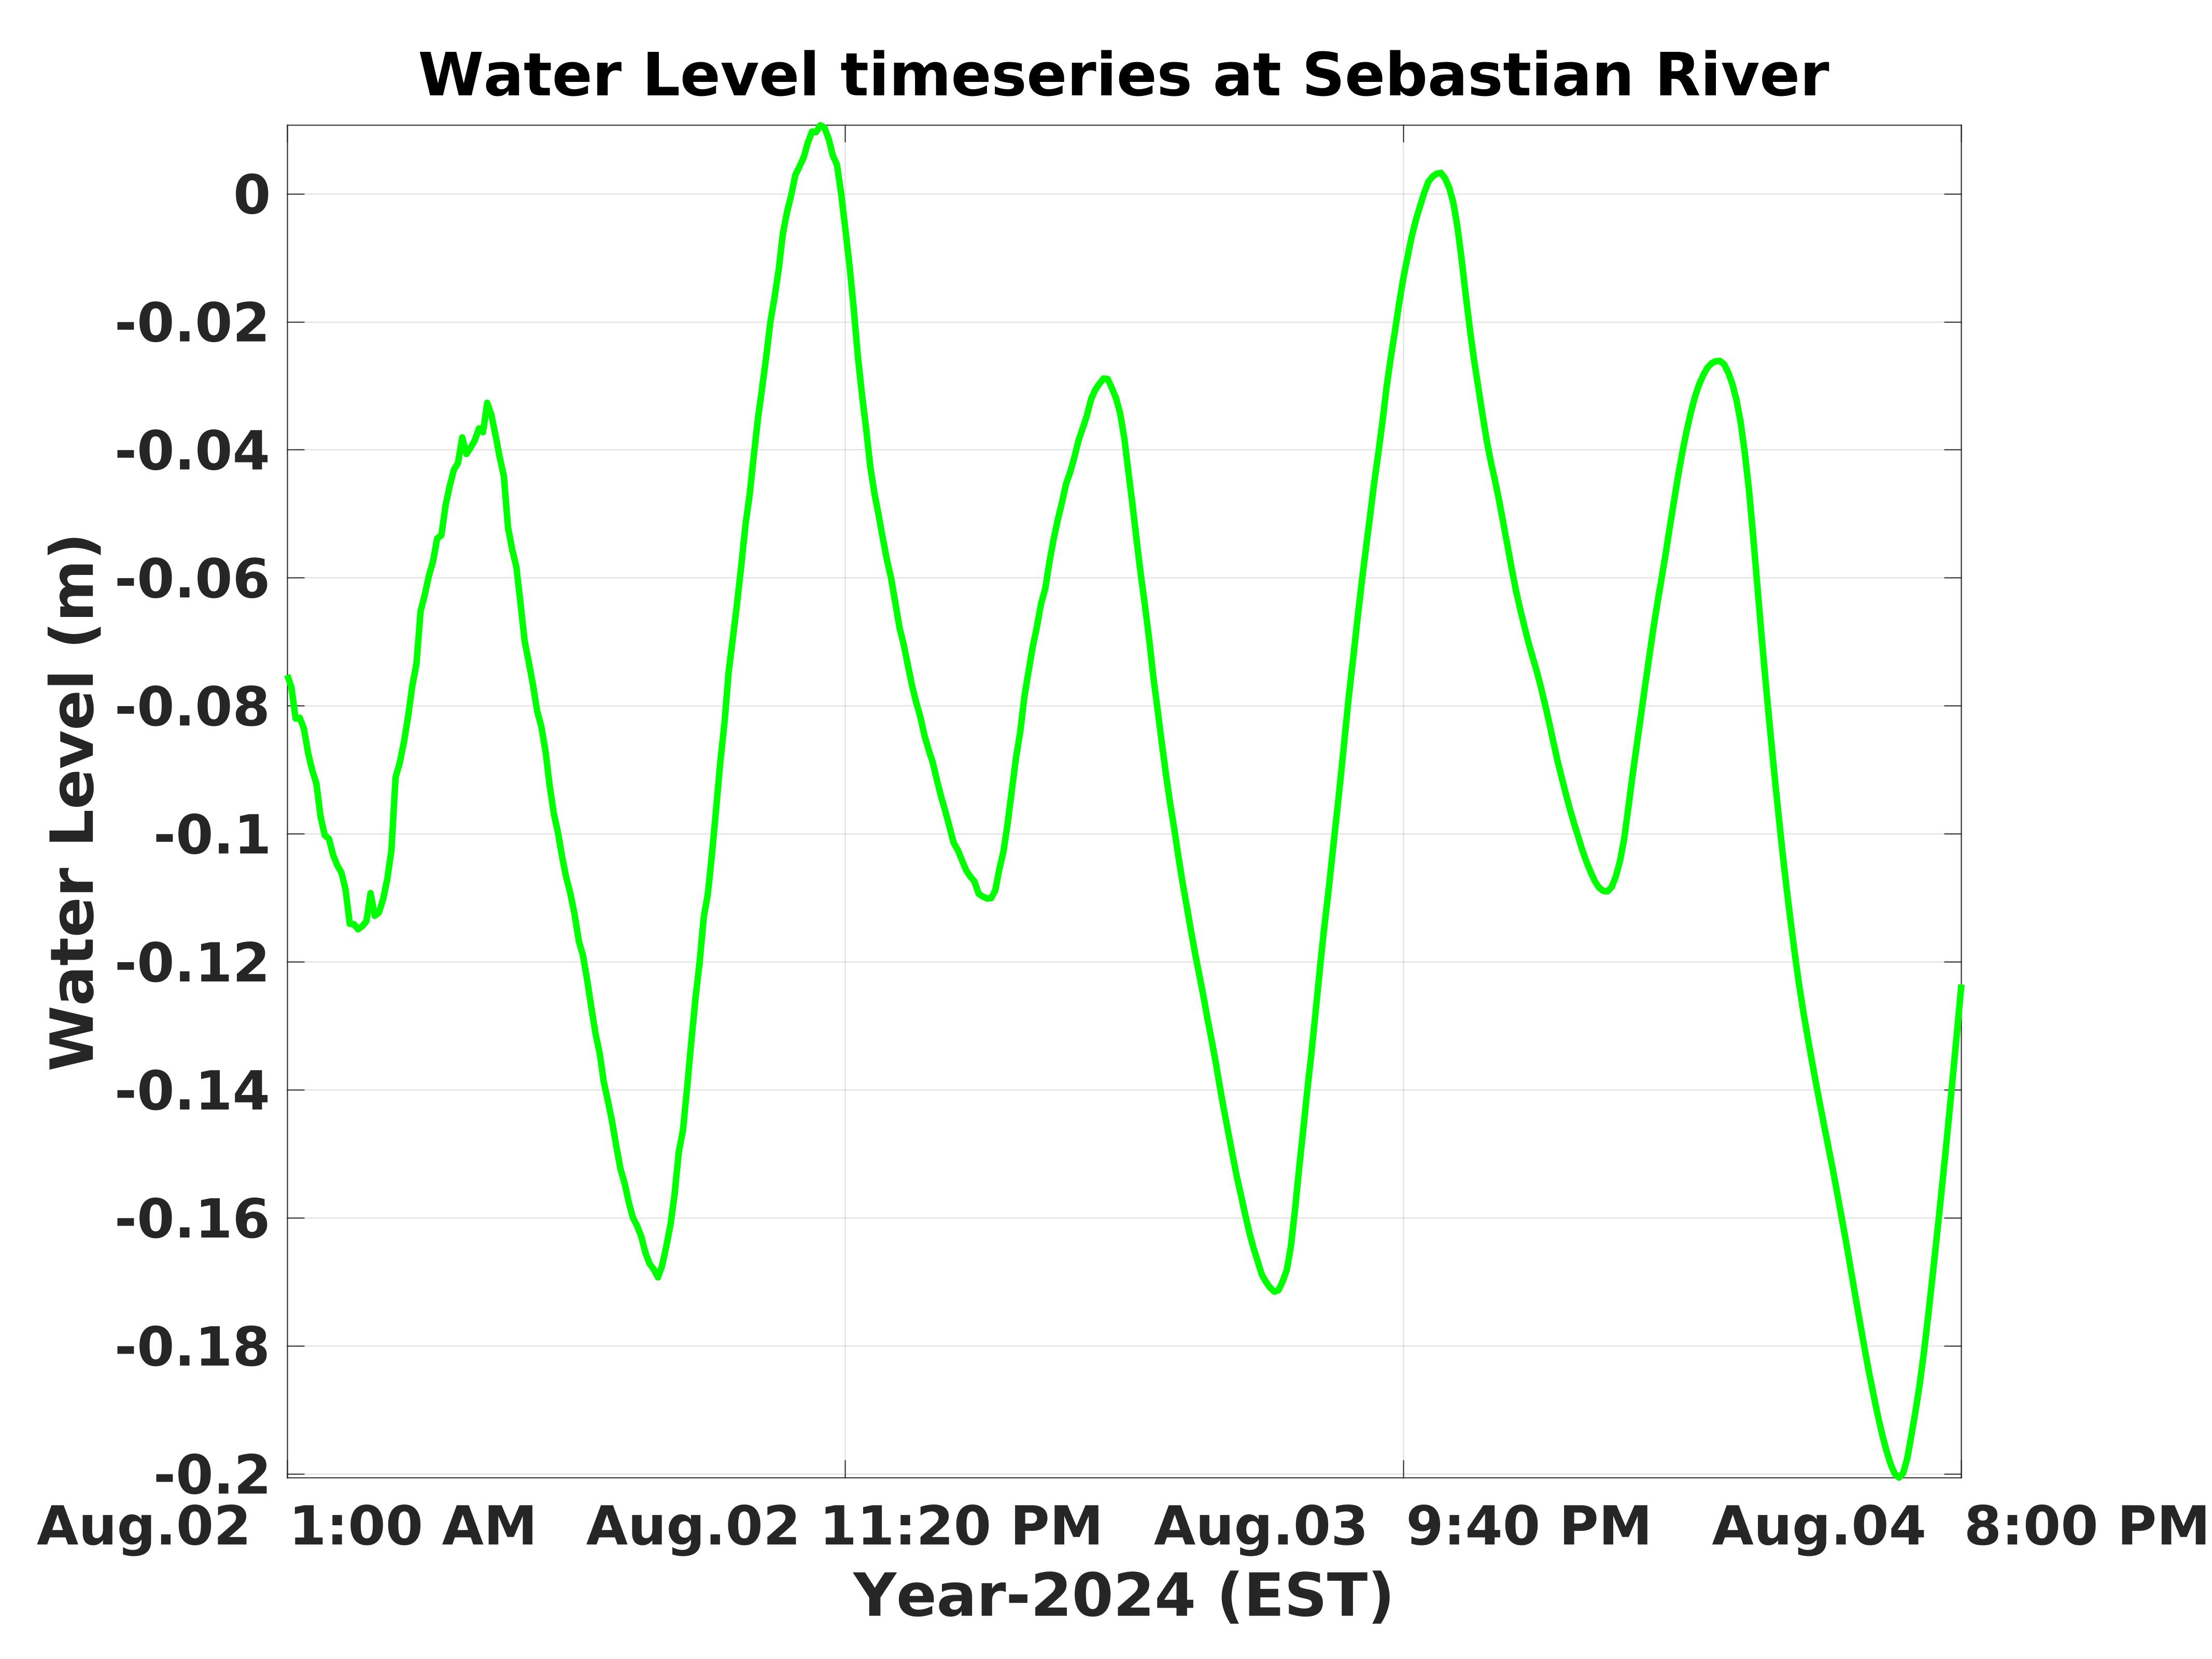 Water Level timeseries at Sebastian River
Water Level (m)
0
-0.02
-0.04
-0.06
-0.08
-0.1
-0.12
-0.14
-0.16
-0.18
-0.2
Aug.02 1:00 AM
Aug.02 11:20 PM
Aug.03 9:40 PM
Aug.04 8:00 PM
Year-2024 (EST)